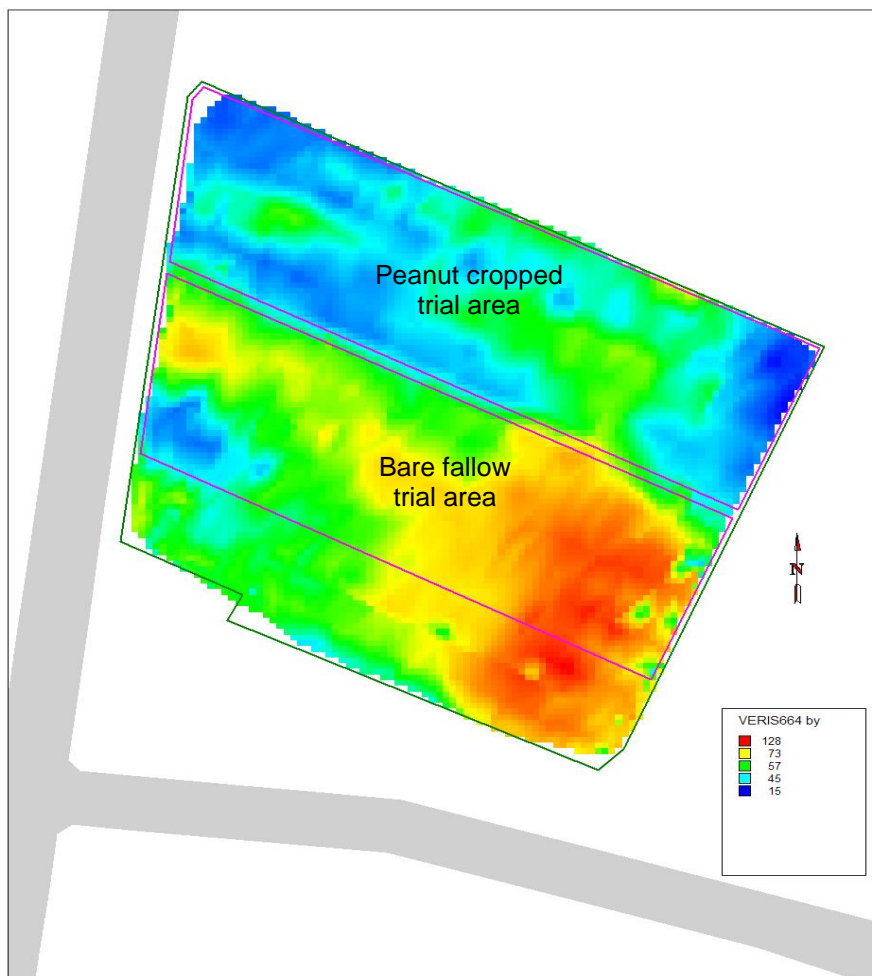 Peanut cropped
trial area
Bare fallow
trial area
N
VERIS664 by
128
73
57
45
15